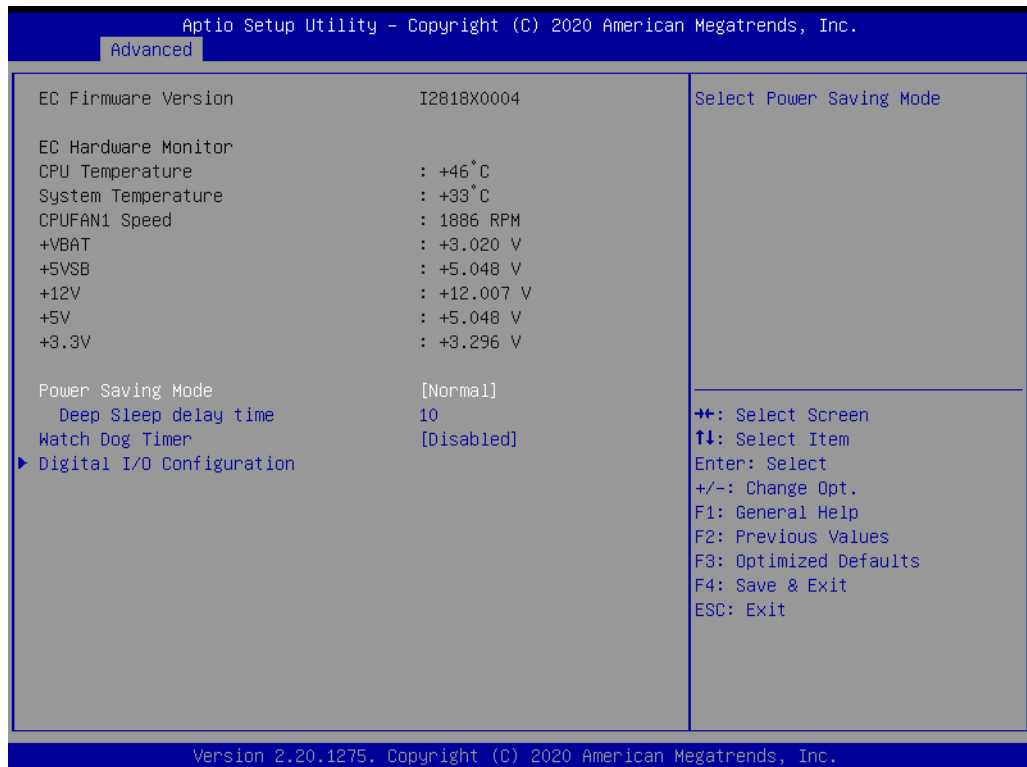 Aptio Setup Utility – Copyright (C) 2020 American Megatrends, Inc.
Advanced
EC Firmware Version I2818X0004
EC Hardware Monitor
CPU Temperature : +46°C
System Temperature : +33°C
CPUFAN1 Speed : 1886 RPM
+VBAT : +3.020 V
+5VSB : +5.048 V
+12V : +12.007 V
+5V : +5.048 V
+3.3V : +3.296 V
Power Saving Mode [Normal]
Deep Sleep delay time 10
Watch Dog Timer [Disabled]
Digital I/O Configuration
Select Power Saving Mode
→←: Select Screen
↑↓: Select Item
Enter: Select
+/-: Change Opt.
F1: General Help
F2: Previous Values
F3: Optimized Defaults
F4: Save & Exit
ESC: Exit
Version 2.20.1275. Copyright (C) 2020 American Megatrends, Inc.